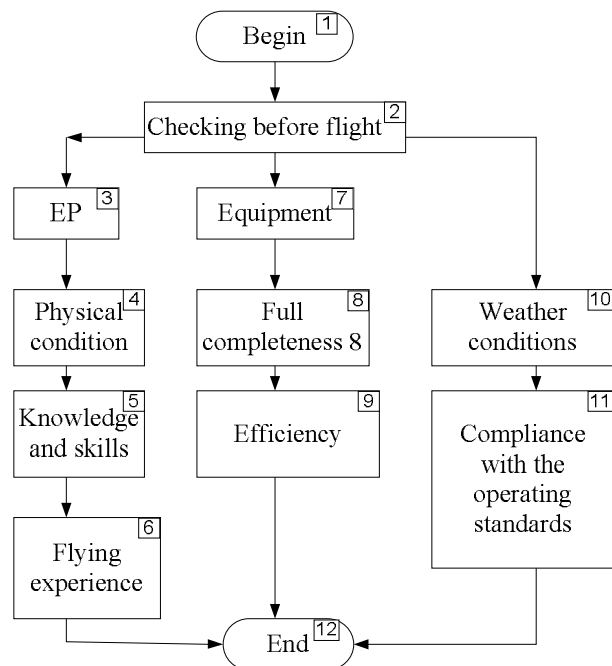 1
Begin
2
Checking before flight
3
EP
7
Equipment
4
Physical
condition
8
Full
completeness 8
10
Weather
conditions
5
Knowledge
and skills
9
Efficiency
11
Compliance
with the
operating
standards
6
Flying
experience
12
End